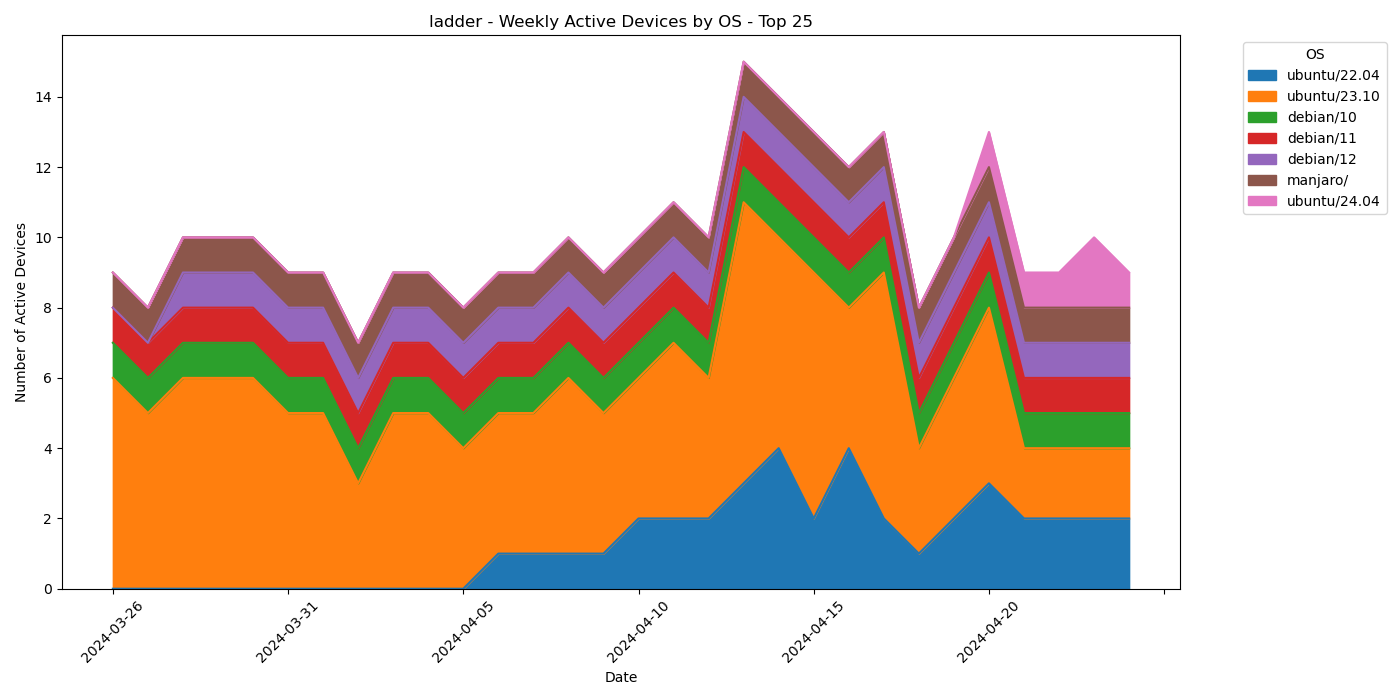 ladder - Weekly Active Devices by OS - Top 25
Number of Active Devices
14
12
10
8
6
4
2
0
2024-03-26
2024-03-31
2024-04-05
2024-04-10
2024-04-15
2024-04-20
Date
OS
ubuntu/22.04
ubuntu/23.10
debian/10
debian/11
debian/12
manjaro/
ubuntu/24.04